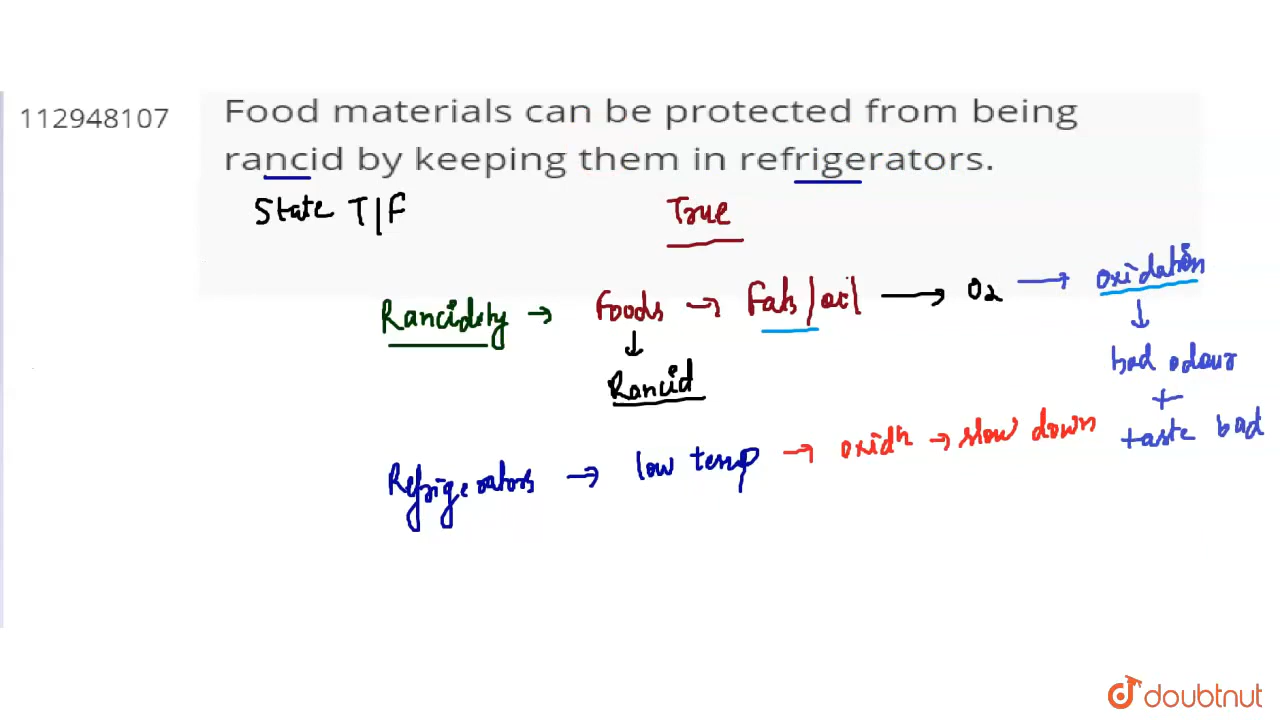 112948107
Food materials can be protected from being
rancid by keeping them in refrigerators.
State T|F
True
Rancidity → Foods → Fats/oil → O2 → oxidation
↓
Rancid
↓
bad odour
+
taste bad
Refrigerators → low temp → oxidn → slow down
doubtnut